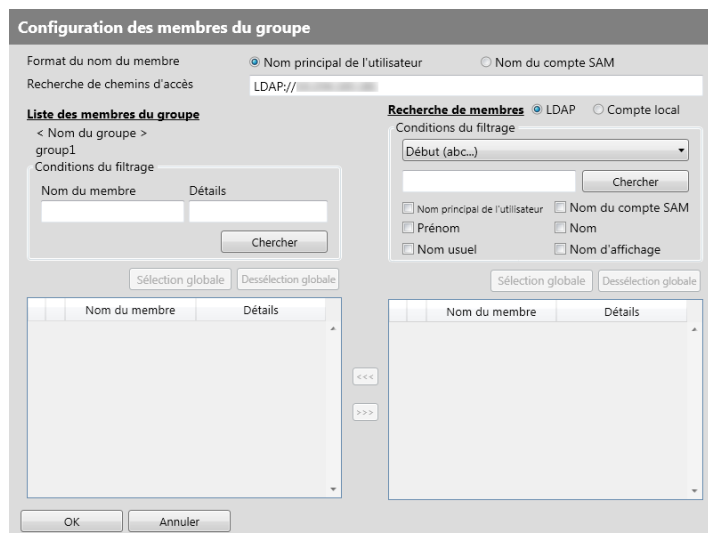 Configuration des membres du groupe
Format du nom du membre
Nom principal de l'utilisateur
Nom du compte SAM
Recherche de chemins d'accès
LDAP://
Liste des membres du groupe
< Nom du groupe >
group1
Conditions du filtrage
Nom du membre
Détails
Chercher
Sélection globale
Dessélection globale
Nom du membre
Détails
<<<
>>>
Recherche de membres
LDAP
Compte local
Conditions du filtrage
Début (abc...)
Chercher
Nom principal de l'utilisateur
Nom du compte SAM
Prénom
Nom
Nom usuel
Nom d'affichage
Sélection globale
Dessélection globale
Nom du membre
Détails
OK
Annuler